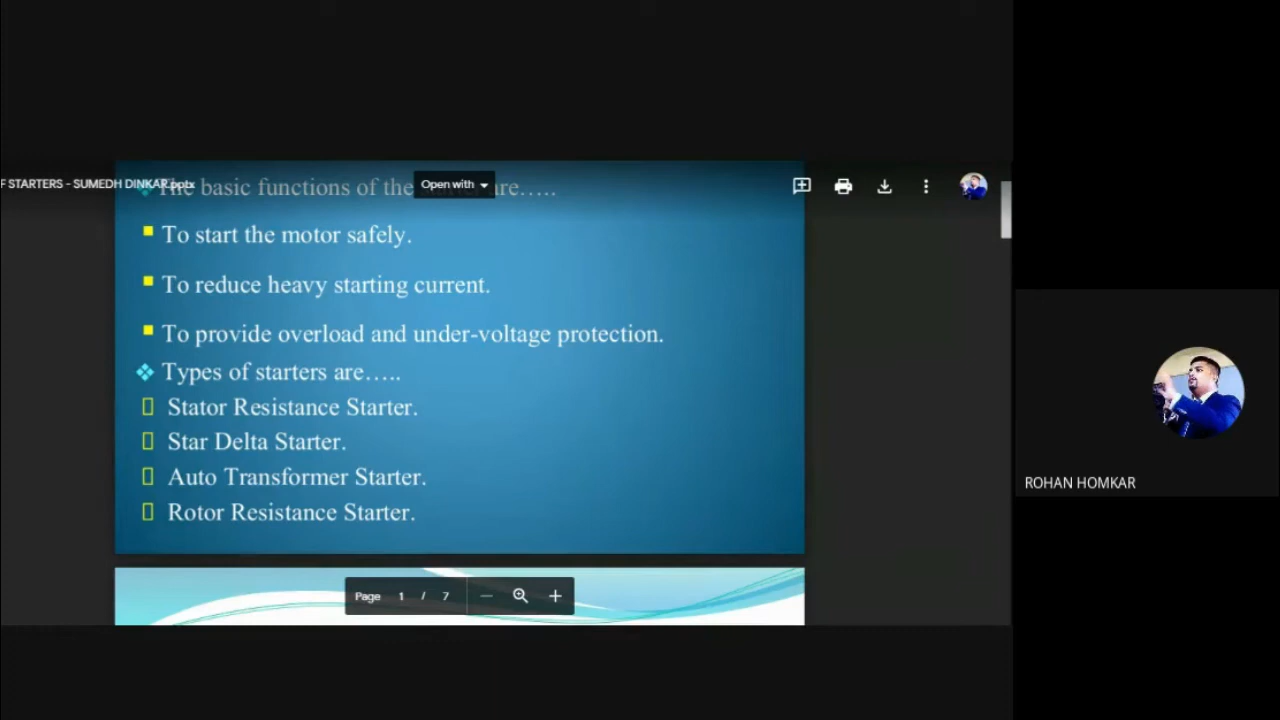 F STARTERS - SUMEDH DINKAR.pptx
Open with
The basic functions of the are…..
To start the motor safely.
To reduce heavy starting current.
To provide overload and under-voltage protection.
Types of starters are…..
Stator Resistance Starter.
Star Delta Starter.
Auto Transformer Starter.
Rotor Resistance Starter.
ROHAN HOMKAR
Page 1 / 7